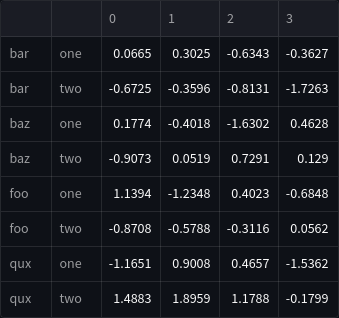 0 1 2 3
bar one 0.0665 0.3025 -0.6343 -0.3627
bar two -0.6725 -0.3596 -0.8131 -1.7263
baz one 0.1774 -0.4018 -1.6302 0.4628
baz two -0.9073 0.0519 0.7291 0.129
foo one 1.1394 -1.2348 0.4023 -0.6848
foo two -0.8708 -0.5788 -0.3116 0.0562
qux one -1.1651 0.9008 0.4657 -1.5362
qux two 1.4883 1.8959 1.1788 -0.1799